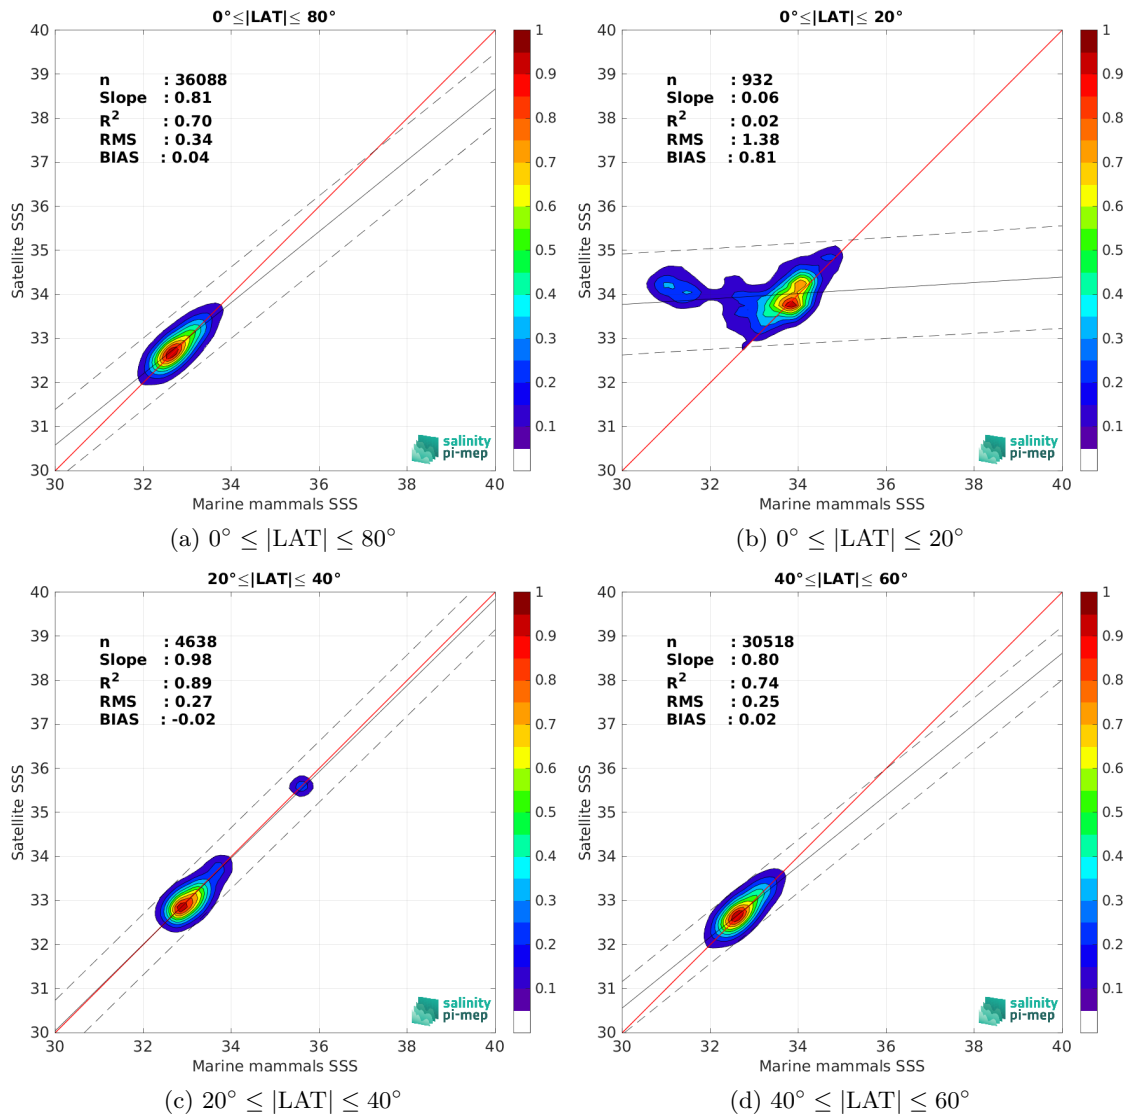 0°≤|LAT|≤ 80°
40
39
38
37
36
35
34
33
32
31
30
Satellite SSS
n : 36088
Slope : 0.81
R² : 0.70
RMS : 0.34
BIAS : 0.04
salinity
pi-mep
30 32 34 36 38 40
Marine mammals SSS
1
0.9
0.8
0.7
0.6
0.5
0.4
0.3
0.2
0.1
(a) 0° ≤ |LAT| ≤ 80°
0°≤|LAT|≤ 20°
40
39
38
37
36
35
34
33
32
31
30
Satellite SSS
n : 932
Slope : 0.06
R² : 0.02
RMS : 1.38
BIAS : 0.81
salinity
pi-mep
30 32 34 36 38 40
Marine mammals SSS
1
0.9
0.8
0.7
0.6
0.5
0.4
0.3
0.2
0.1
(b) 0° ≤ |LAT| ≤ 20°
20°≤|LAT|≤ 40°
40
39
38
37
36
35
34
33
32
31
30
Satellite SSS
n : 4638
Slope : 0.98
R² : 0.89
RMS : 0.27
BIAS : -0.02
salinity
pi-mep
30 32 34 36 38 40
Marine mammals SSS
1
0.9
0.8
0.7
0.6
0.5
0.4
0.3
0.2
0.1
(c) 20° ≤ |LAT| ≤ 40°
40°≤|LAT|≤ 60°
40
39
38
37
36
35
34
33
32
31
30
Satellite SSS
n : 30518
Slope : 0.80
R² : 0.74
RMS : 0.25
BIAS : 0.02
salinity
pi-mep
30 32 34 36 38 40
Marine mammals SSS
1
0.9
0.8
0.7
0.6
0.5
0.4
0.3
0.2
0.1
(d) 40° ≤ |LAT| ≤ 60°